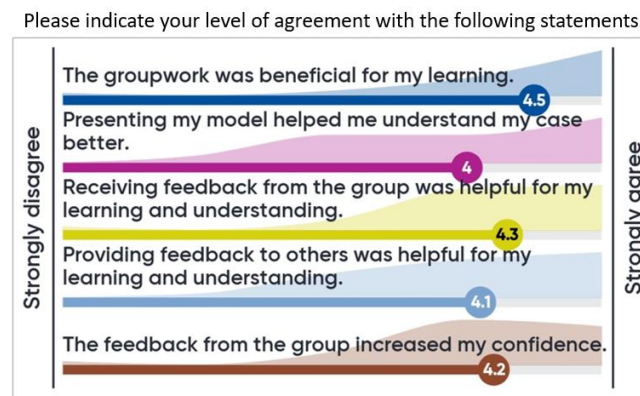 Please indicate your level of agreement with the following statements
Strongly disagree
The groupwork was beneficial for my learning.
4.5
Presenting my model helped me understand my case
better.
4
Receiving feedback from the group was helpful for my
learning and understanding.
4.3
Providing feedback to others was helpful for my
learning and understanding.
4.1
The feedback from the group increased my confidence.
4.2
Strongly agree